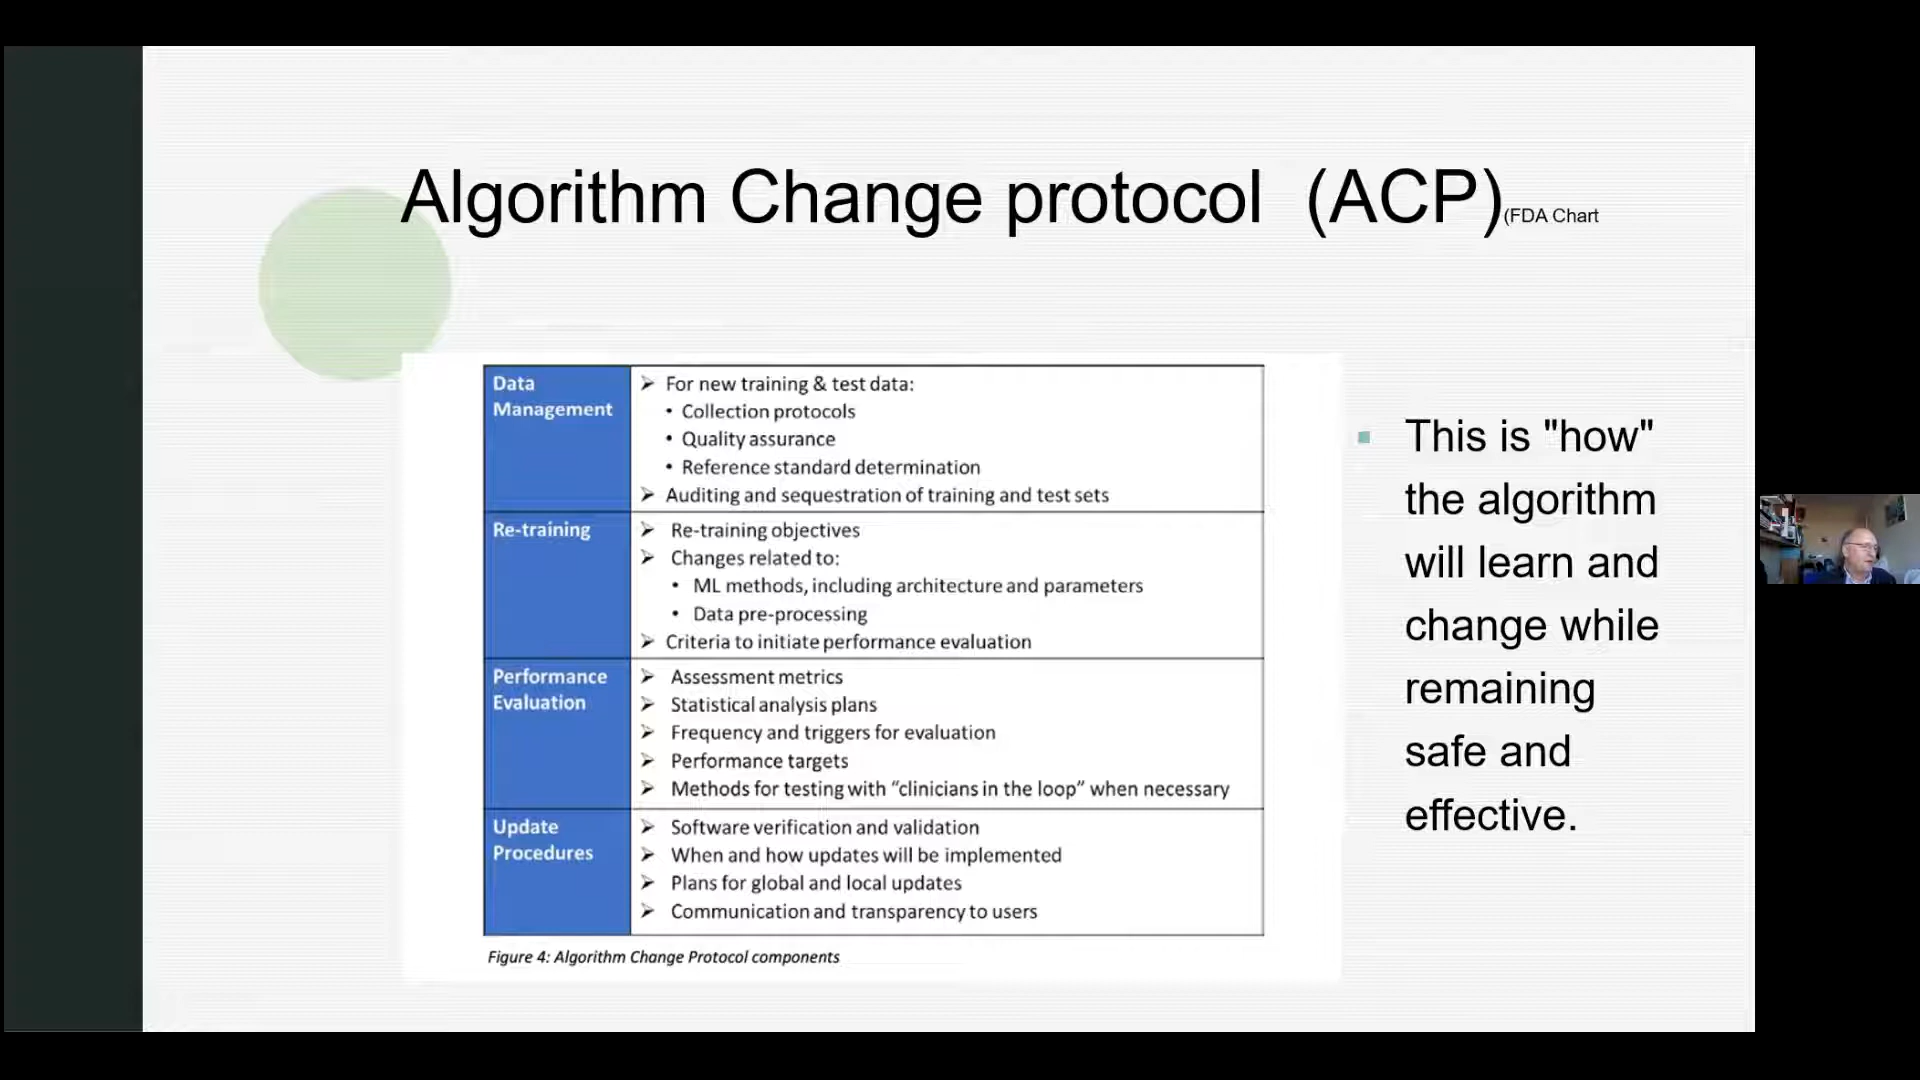 Algorithm Change protocol (ACP)(FDA Chart
Data
Management
➢ For new training & test data:
• Collection protocols
• Quality assurance
• Reference standard determination
➢ Auditing and sequestration of training and test sets
Re-training
➢ Re-training objectives
➢ Changes related to:
• ML methods, including architecture and parameters
• Data pre-processing
➢ Criteria to initiate performance evaluation
Performance
Evaluation
➢ Assessment metrics
➢ Statistical analysis plans
➢ Frequency and triggers for evaluation
➢ Performance targets
➢ Methods for testing with “clinicians in the loop” when necessary
Update
Procedures
➢ Software verification and validation
➢ When and how updates will be implemented
➢ Plans for global and local updates
➢ Communication and transparency to users
Figure 4: Algorithm Change Protocol components
▪ This is "how"
the algorithm
will learn and
change while
remaining
safe and
effective.